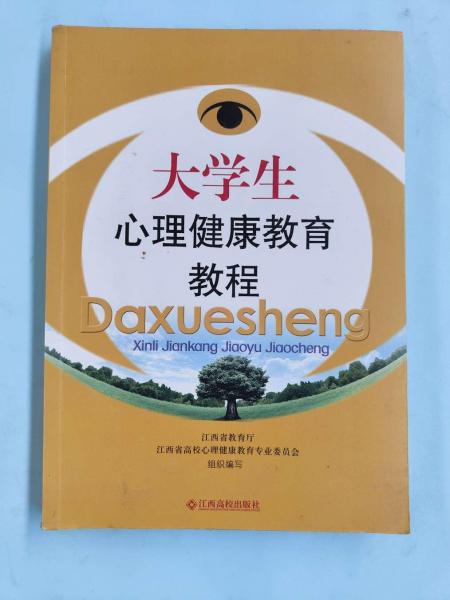 大学生
心理健康教育
教程
Daxuesheng
Xinli Jiankang Jiaoyu Jiaocheng
江西省教育厅
江西省高校心理健康教育专业委员会
组织编写
江西高校出版社